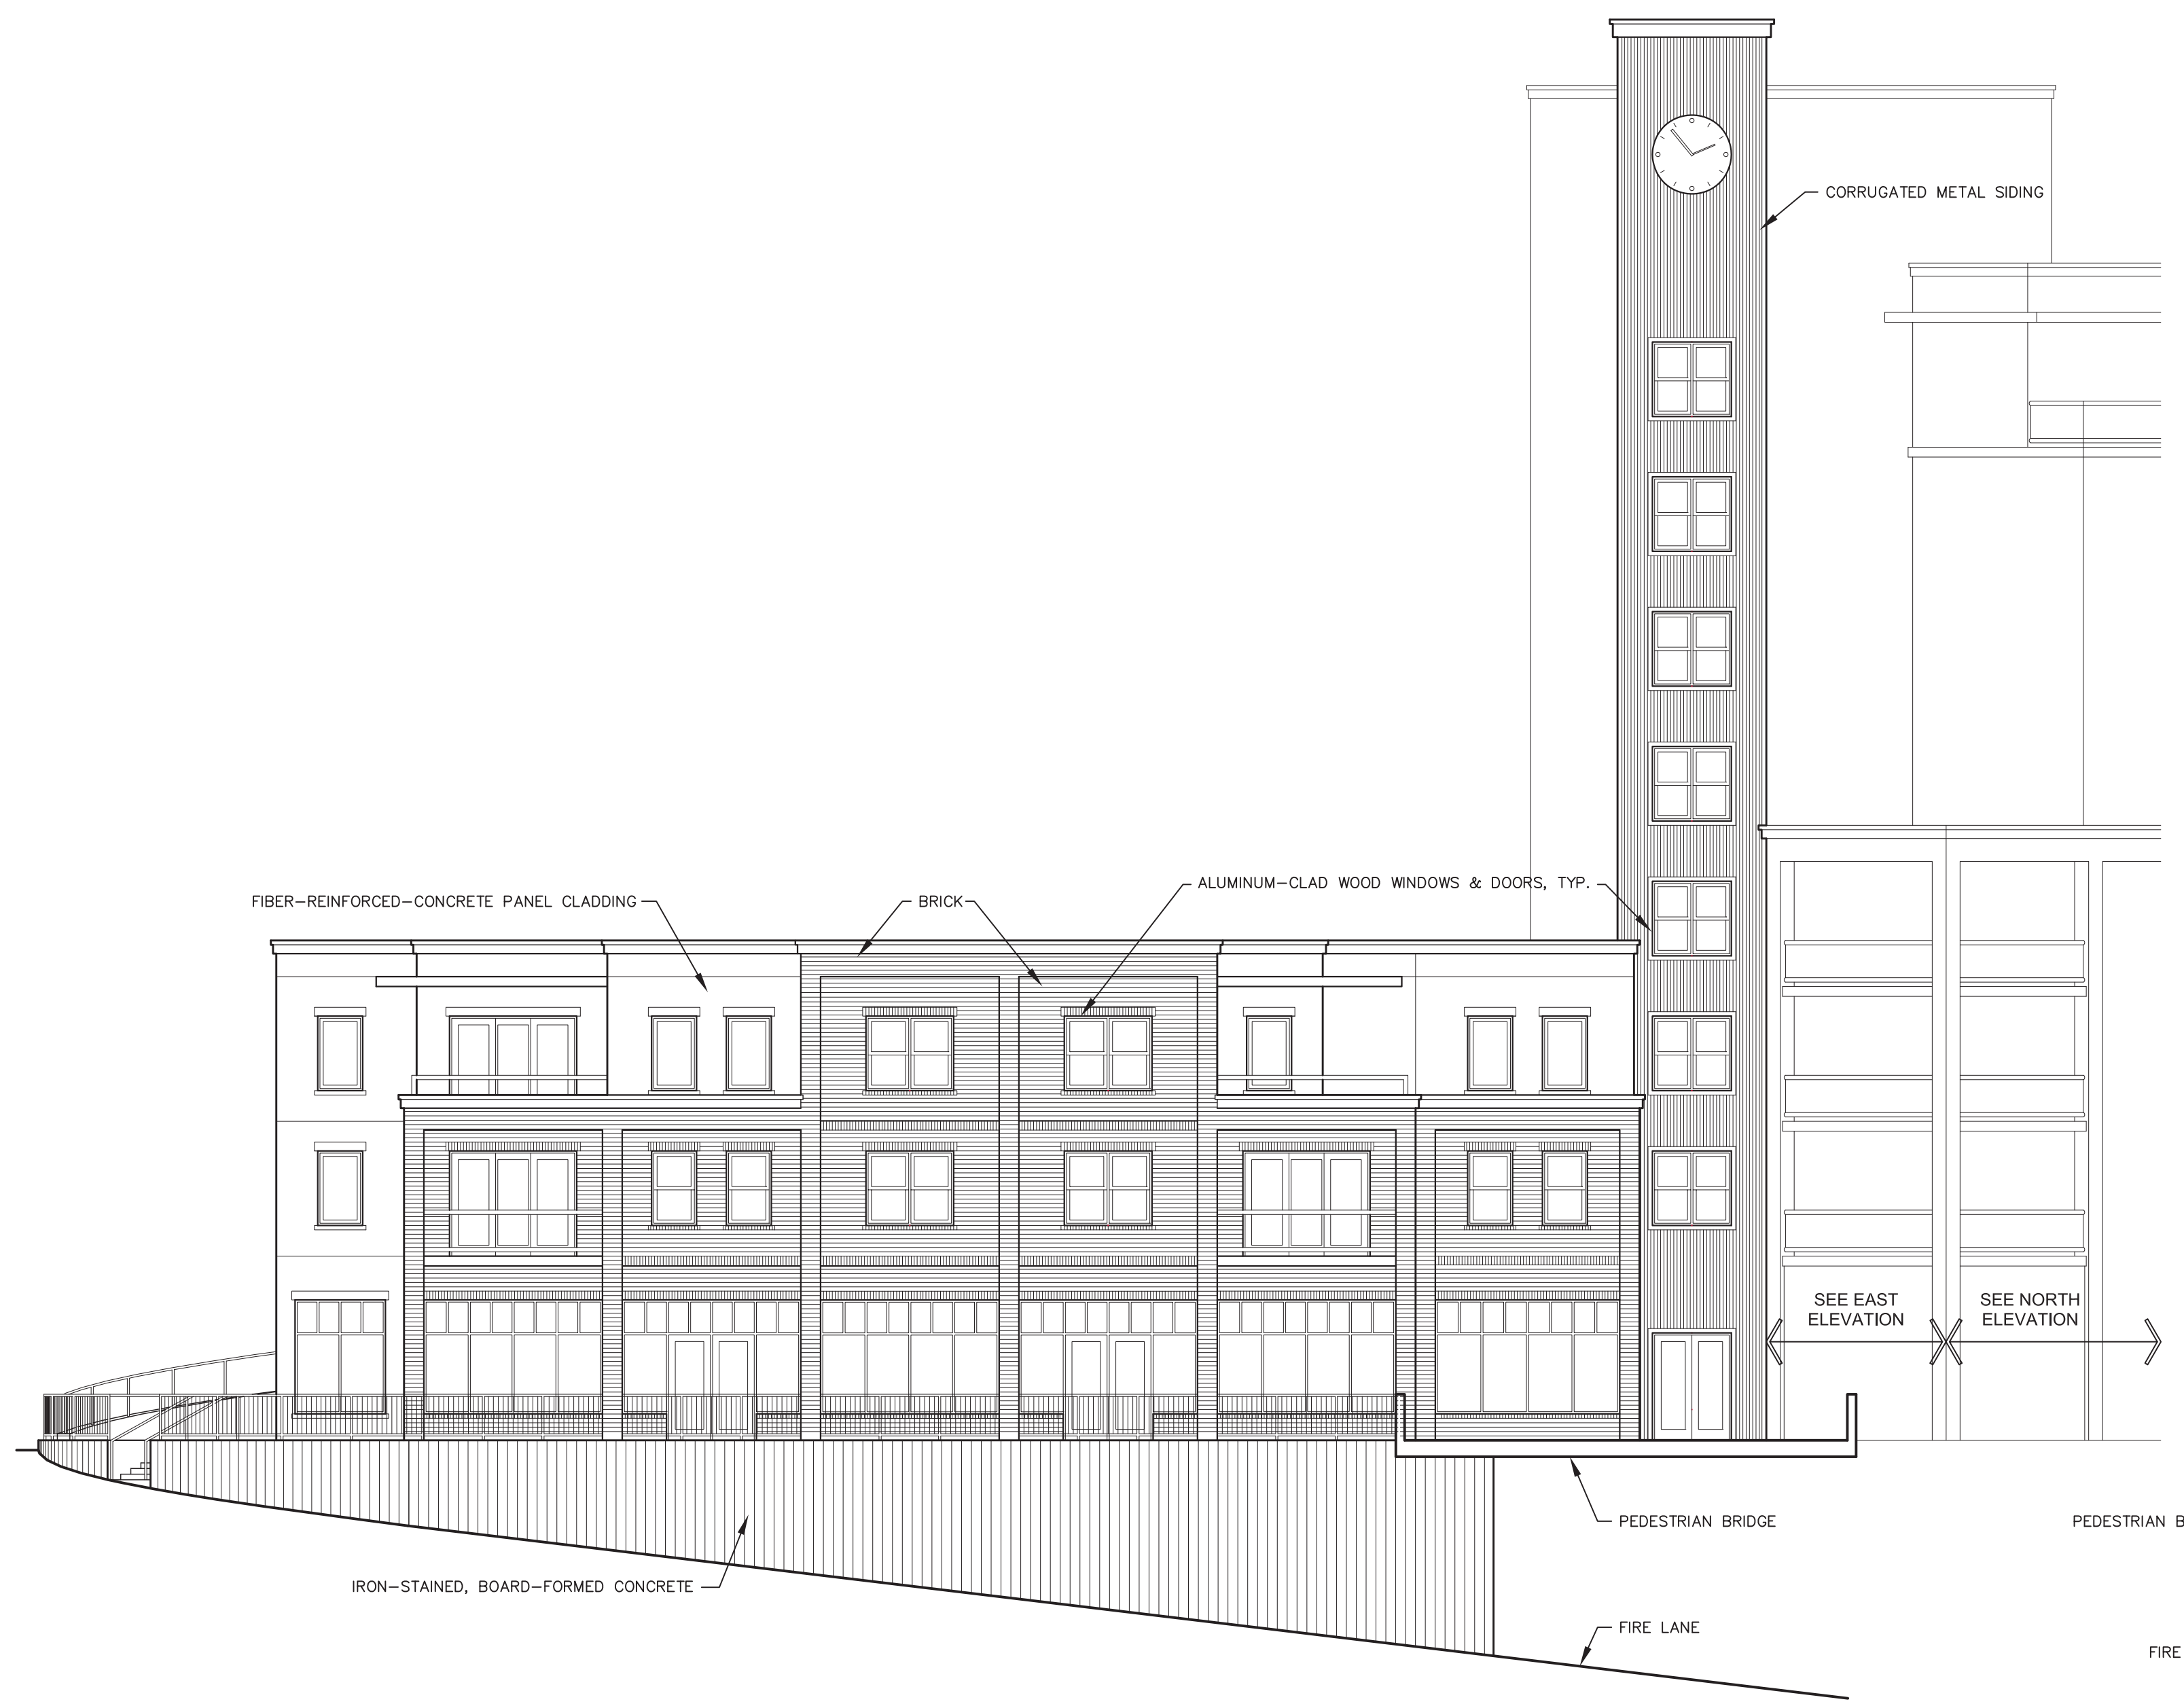 CORRUGATED METAL SIDING
ALUMINUM-CLAD WOOD WINDOWS & DOORS, TYP.
FIBER-REINFORCED-CONCRETE PANEL CLADDING
BRICK
SEE EAST
ELEVATION
SEE NORTH
ELEVATION
PEDESTRIAN BRIDGE
PEDESTRIAN B
IRON-STAINED, BOARD-FORMED CONCRETE
FIRE LANE
FIRE